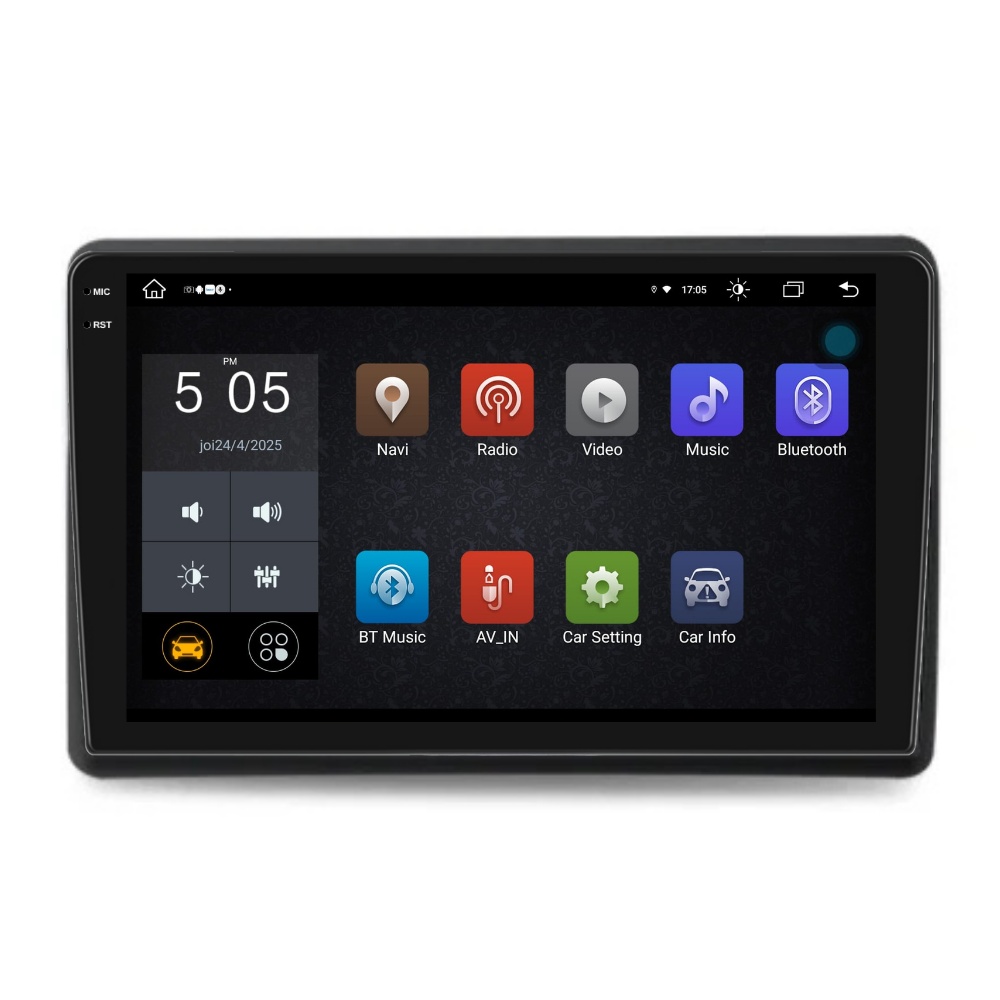 MIC
RST
17:05
PM
5 05
joi24/4/2025
Navi
Radio
Video
Music
Bluetooth
BT Music
AV_IN
Car Setting
Car Info